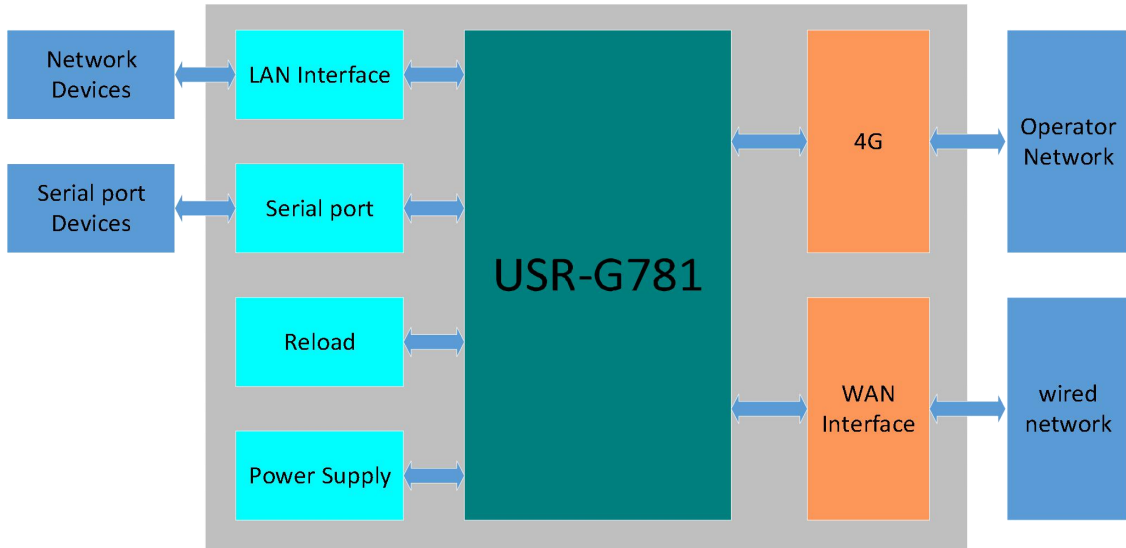 Network
Devices
LAN Interface
Serial port
Devices
Serial port
Reload
Power Supply
USR-G781
4G
WAN
Interface
Operator
Network
wired
network